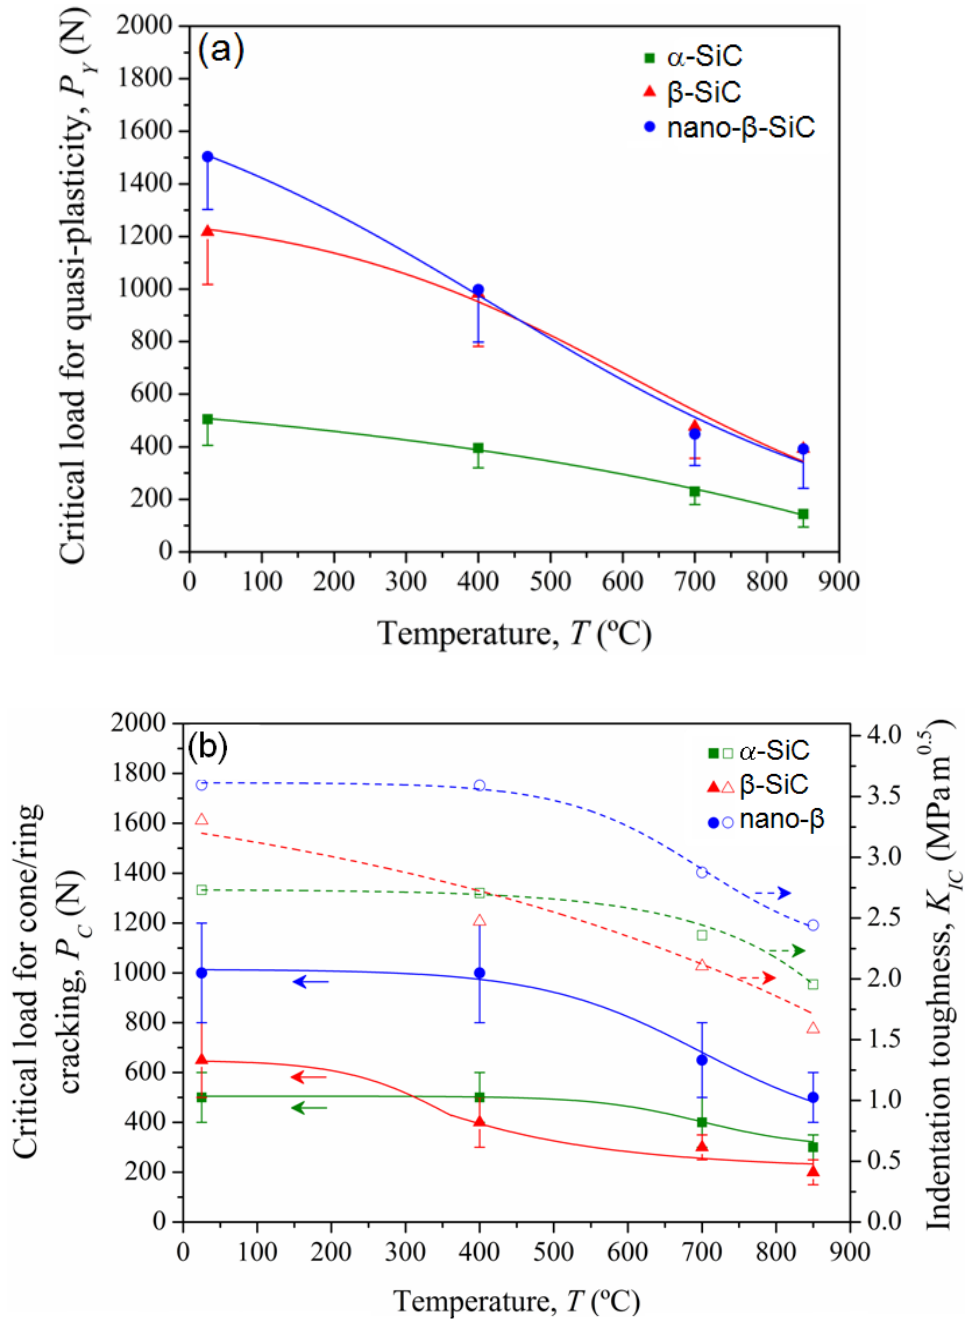 (a)
α-SiC
β-SiC
nano-β-SiC
Critical load for quasi-plasticity, P_Y (N)
2000
1800
1600
1400
1200
1000
800
600
400
200
0
0 100 200 300 400 500 600 700 800 900
Temperature, T (ºC)
(b)
α-SiC
β-SiC
nano-β
Critical load for cone/ring
cracking, P_C (N)
2000
1800
1600
1400
1200
1000
800
600
400
200
0
4.0
3.5
3.0
2.5
2.0
1.5
1.0
0.5
0.0
Indentation toughness, K_IC (MPam^0.5)
0 100 200 300 400 500 600 700 800 900
Temperature, T (ºC)